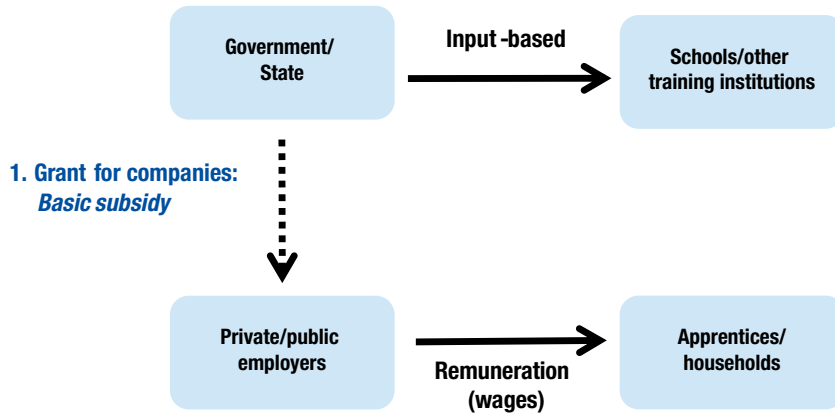 Government/
State
Input -based
Schools/other
training institutions
1. Grant for companies:
Basic subsidy
Private/public
employers
Remuneration
(wages)
Apprentices/
households